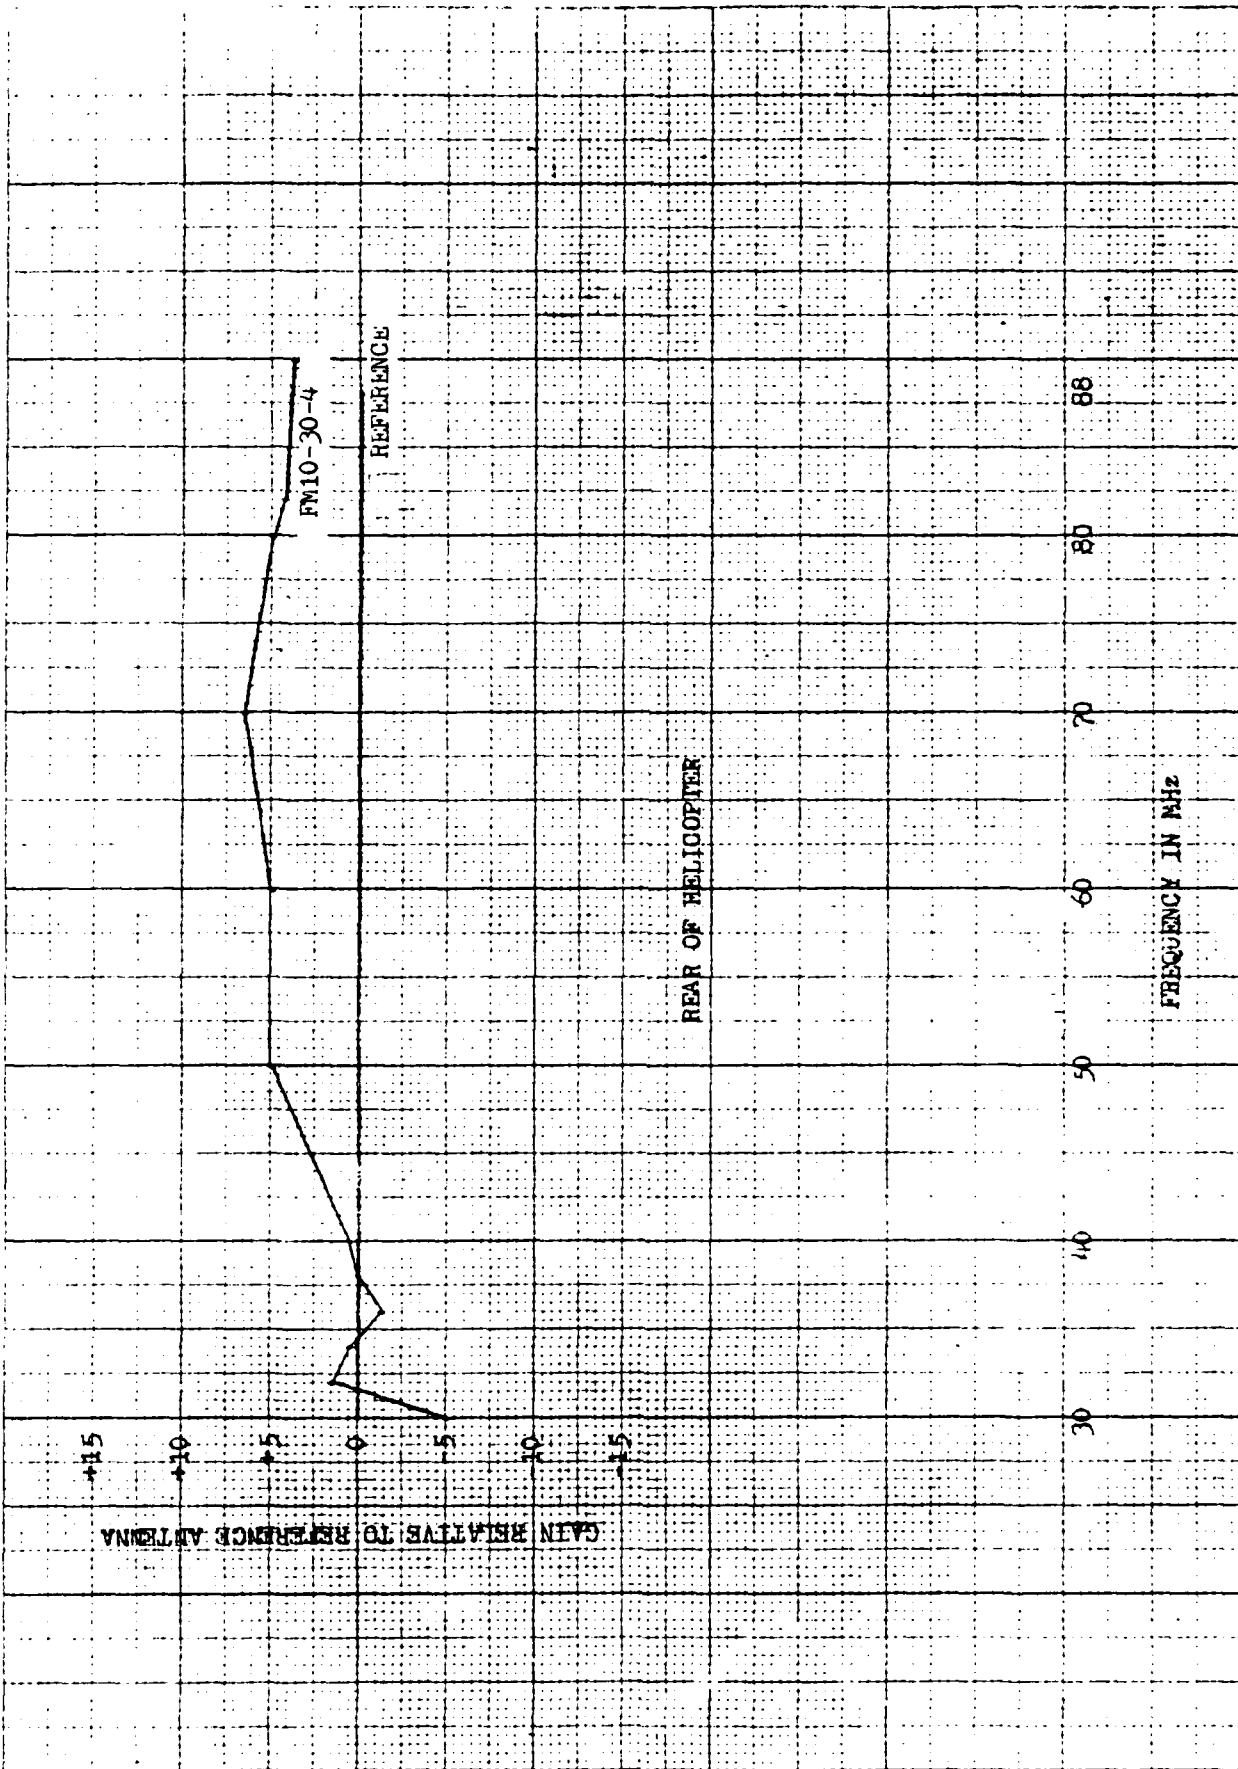 GAIN RELATIVE TO REFERENCE ANTENNA
+15
+10
+5
0
-5
-10
-15
FM10-30-4
REFERENCE
REAR OF HELICOPTER
30
40
50
60
70
80
88
FREQUENCY IN MHz